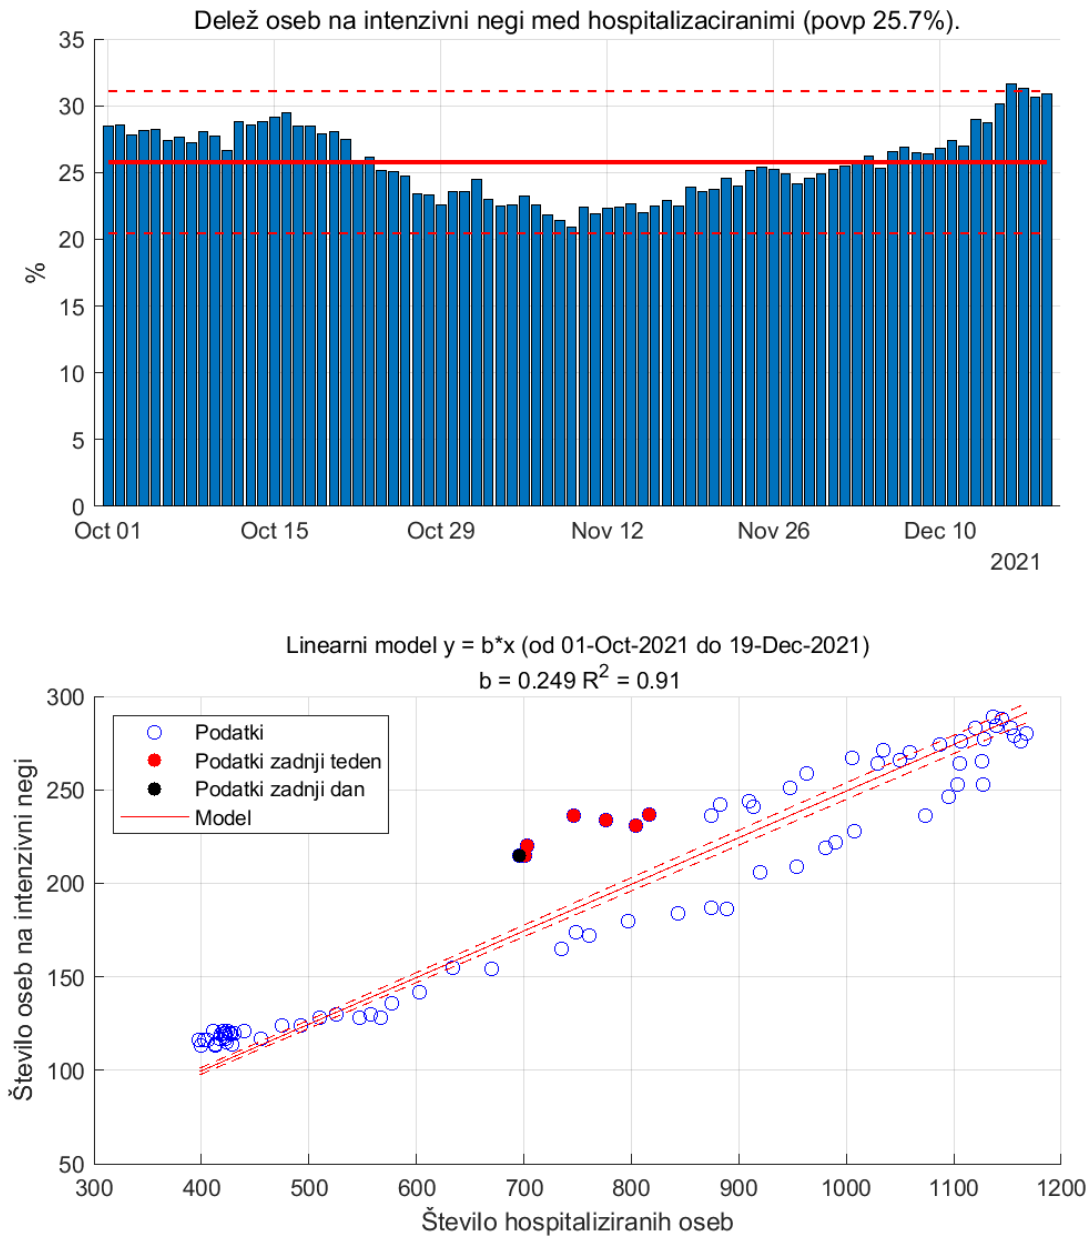 Delež oseb na intenzivni negi med hospitalizaciranimi (povp 25.7%).
35
30
25
20
15
10
5
0
%
Oct 01 Oct 15 Oct 29 Nov 12 Nov 26 Dec 10
2021
Linearni model y = b*x (od 01-Oct-2021 do 19-Dec-2021)
b = 0.249 R² = 0.91
300
250
200
150
100
50
Število oseb na intenzivni negi
Podatki
Podatki zadnji teden
Podatki zadnji dan
Model
300 400 500 600 700 800 900 1000 1100 1200
Število hospitaliziranih oseb